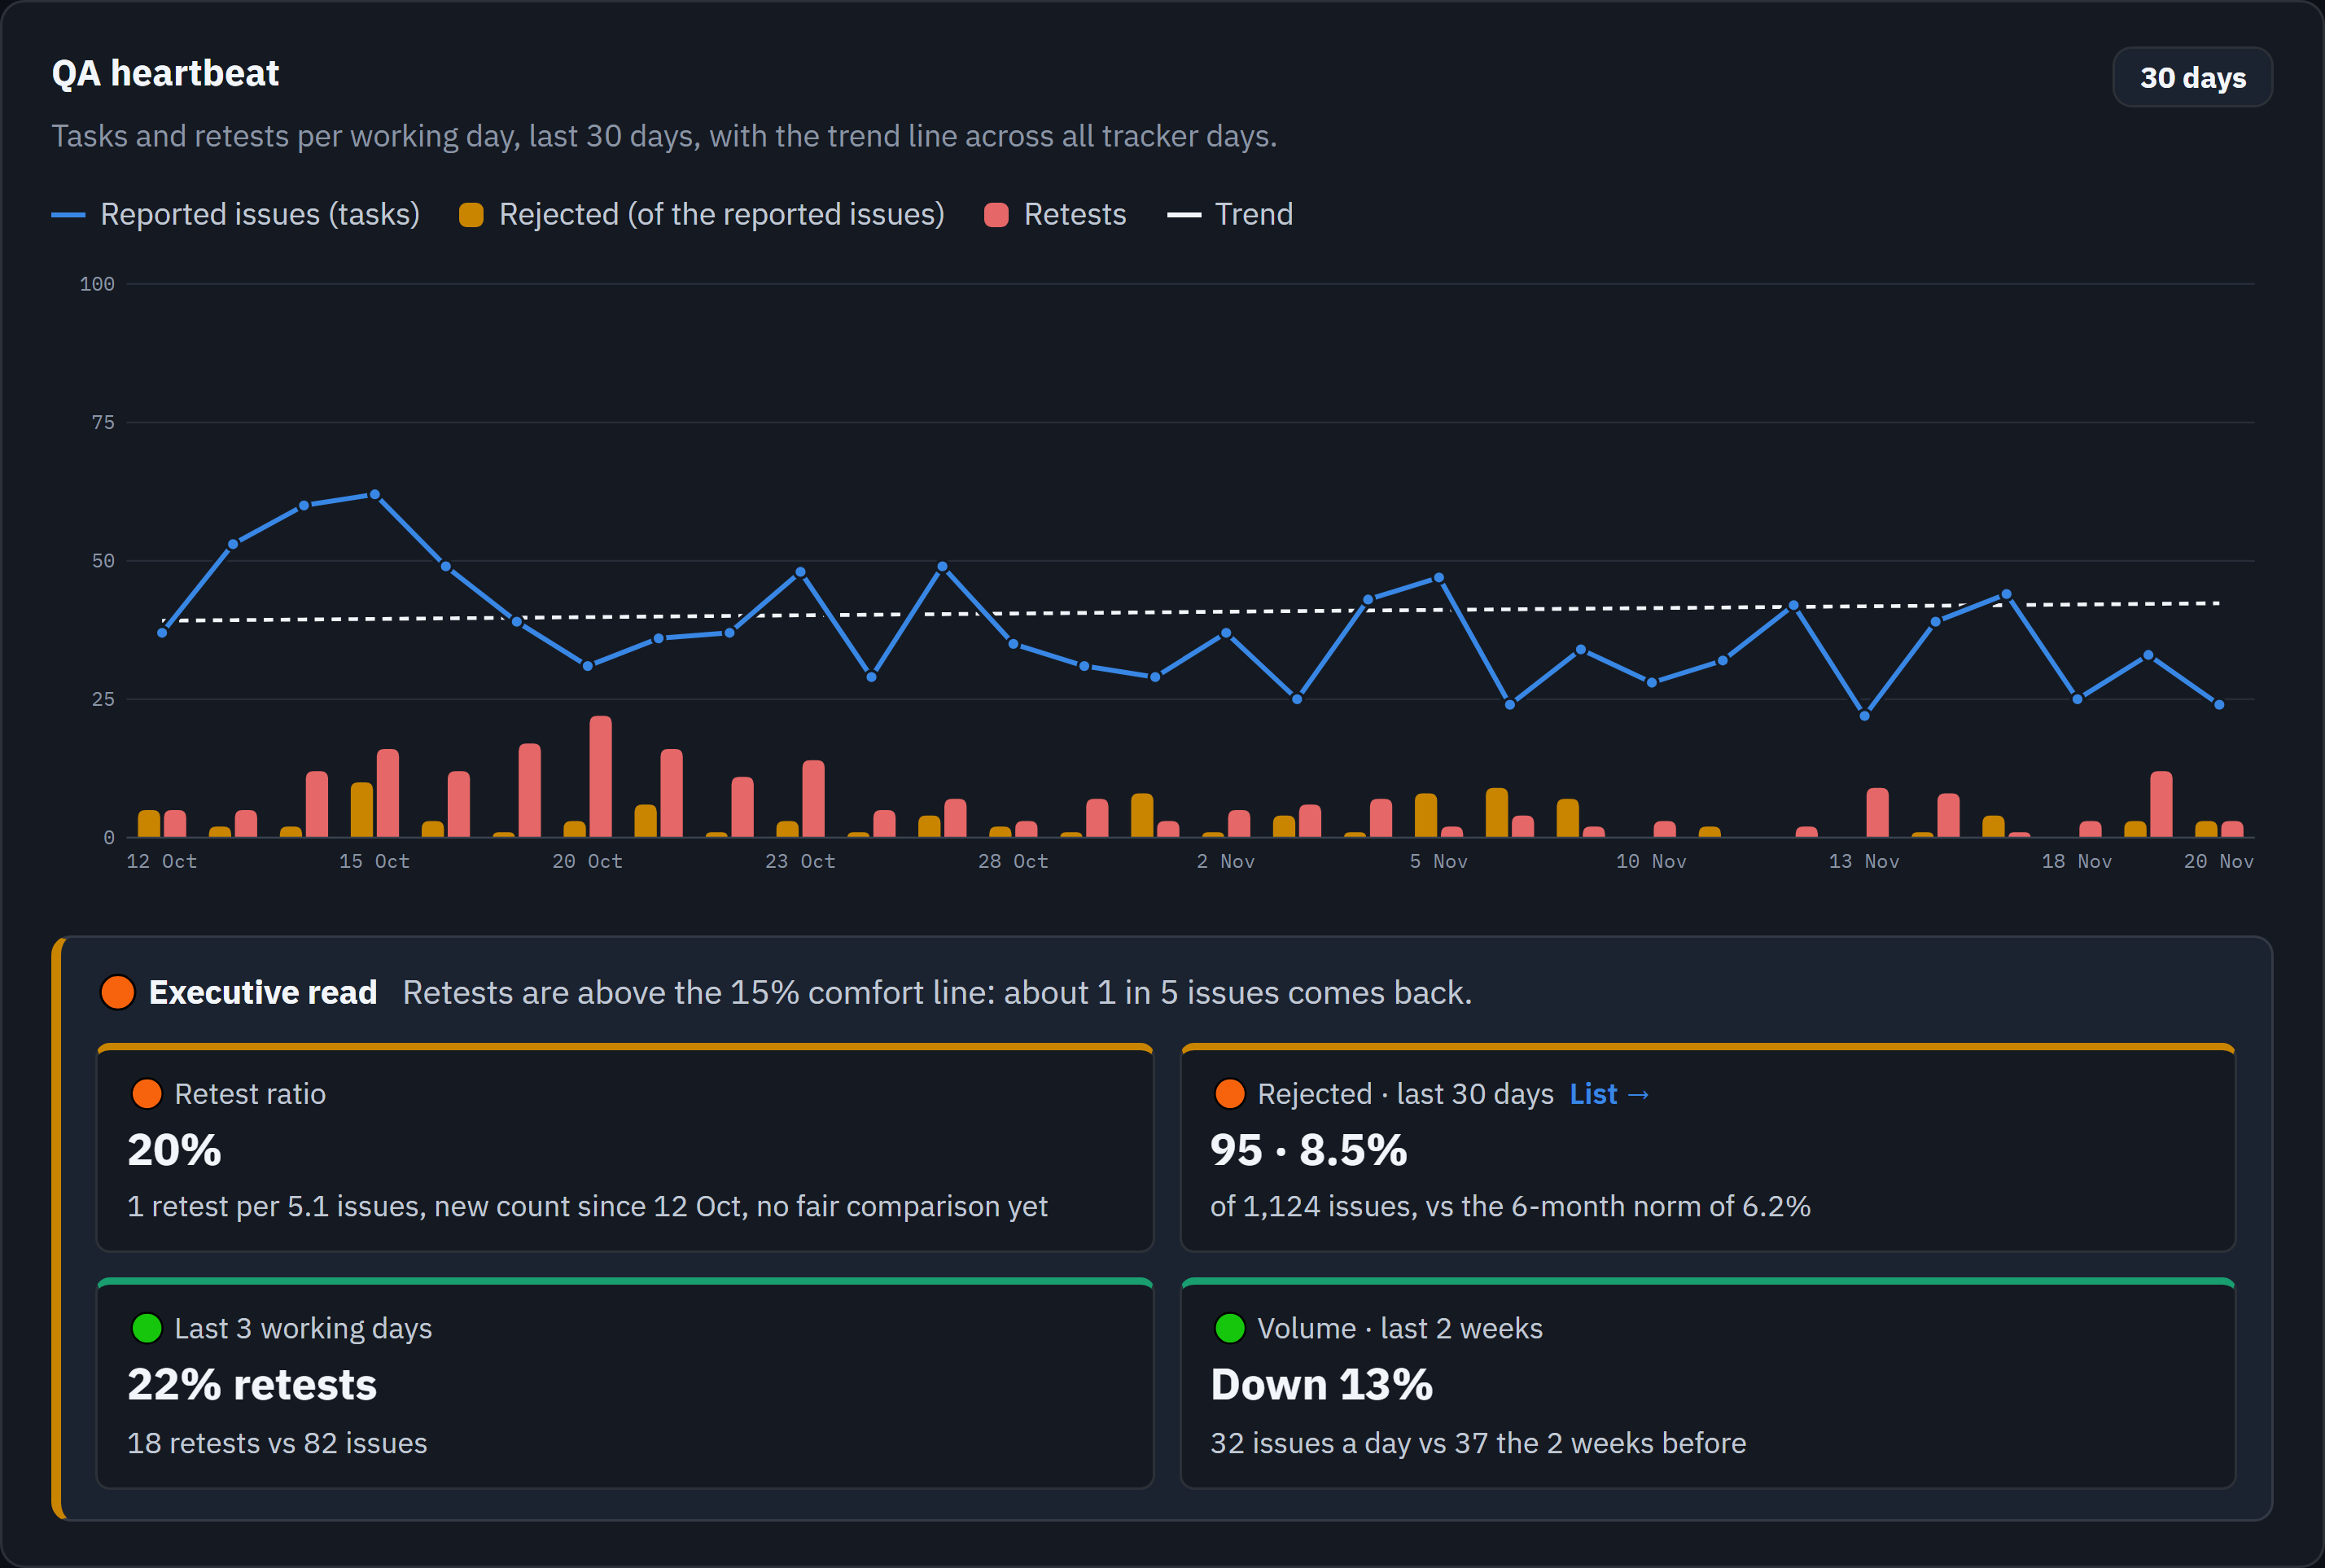 QA heartbeat
30 days
Tasks and retests per working day, last 30 days, with the trend line across all tracker days.
Reported issues (tasks) Rejected (of the reported issues) Retests Trend
100
75
50
25
0
12 Oct 15 Oct 20 Oct 23 Oct 28 Oct 2 Nov 5 Nov 10 Nov 13 Nov 18 Nov 20 Nov
Executive read Retests are above the 15% comfort line: about 1 in 5 issues comes back.
Retest ratio
20%
1 retest per 5.1 issues, new count since 12 Oct, no fair comparison yet
Rejected · last 30 days List →
95 · 8.5%
of 1,124 issues, vs the 6-month norm of 6.2%
Last 3 working days
22% retests
18 retests vs 82 issues
Volume · last 2 weeks
Down 13%
32 issues a day vs 37 the 2 weeks before